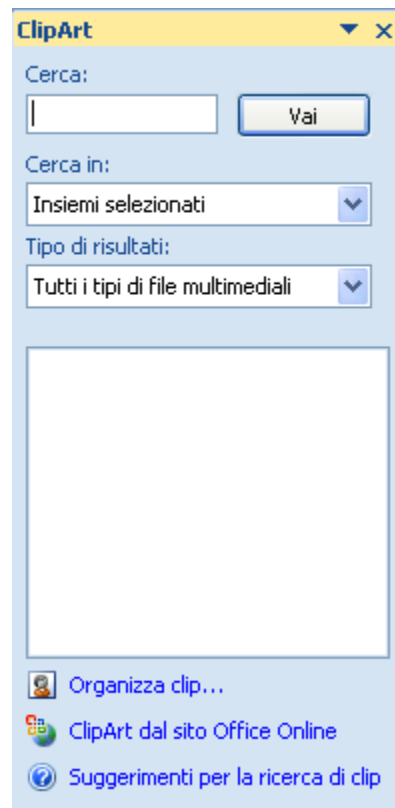 ClipArt
Cerca:
Vai
Cerca in:
Insiemi selezionati
Tipo di risultati:
Tutti i tipi di file multimediali
Organizza clip...
ClipArt dal sito Office Online
Suggerimenti per la ricerca di clip